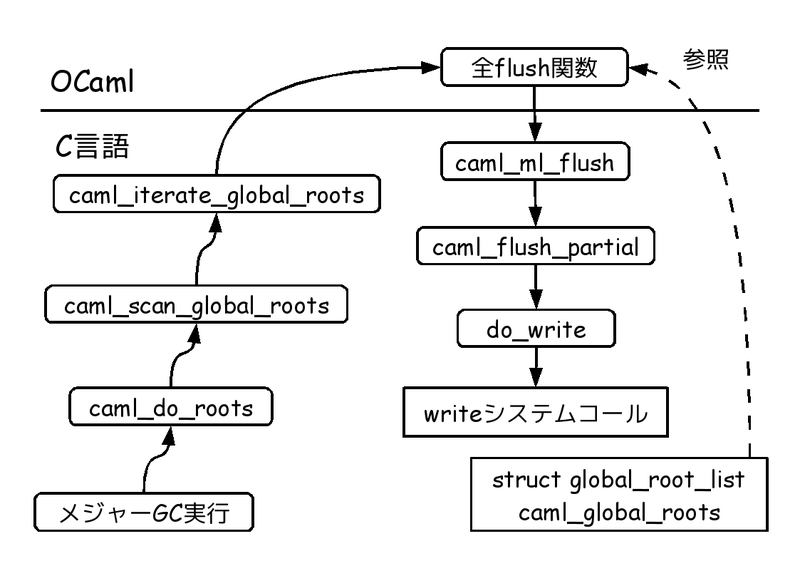 OCaml
全flush関数
参照
C言語
caml_iterate_global_roots
caml_ml_flush
caml_flush_partial
caml_scan_global_roots
do_write
caml_do_roots
writeシステムコール
メジャーGC実行
struct global_root_list
caml_global_roots